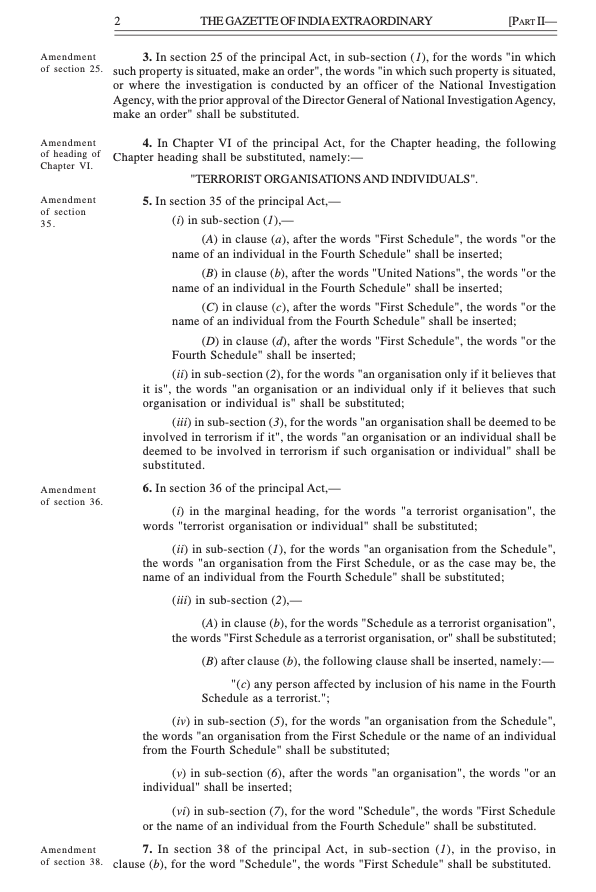 2 THE GAZETTE OF INDIA EXTRAORDINARY [PART II—
Amendment
of section 25.
3. In section 25 of the principal Act, in sub-section (1), for the words "in which
such property is situated, make an order", the words "in which such property is situated,
or where the investigation is conducted by an officer of the National Investigation
Agency, with the prior approval of the Director General of National Investigation Agency,
make an order" shall be substituted.
Amendment
of heading of
Chapter VI.
4. In Chapter VI of the principal Act, for the Chapter heading, the following
Chapter heading shall be substituted, namely:—
"TERRORIST ORGANISATIONS AND INDIVIDUALS".
Amendment
of section
35.
5. In section 35 of the principal Act,—
(i) in sub-section (1),—
(A) in clause (a), after the words "First Schedule", the words "or the
name of an individual in the Fourth Schedule" shall be inserted;
(B) in clause (b), after the words "United Nations", the words "or the
name of an individual in the Fourth Schedule" shall be inserted;
(C) in clause (c), after the words "First Schedule", the words "or the
name of an individual from the Fourth Schedule" shall be inserted;
(D) in clause (d), after the words "First Schedule", the words "or the
Fourth Schedule" shall be inserted;
(ii) in sub-section (2), for the words "an organisation only if it believes that
it is", the words "an organisation or an individual only if it believes that such
organisation or individual is" shall be substituted;
(iii) in sub-section (3), for the words "an organisation shall be deemed to be
involved in terrorism if it", the words "an organisation or an individual shall be
deemed to be involved in terrorism if such organisation or individual" shall be
substituted.
Amendment
of section 36.
6. In section 36 of the principal Act,—
(i) in the marginal heading, for the words "a terrorist organisation", the
words "terrorist organisation or individual" shall be substituted;
(ii) in sub-section (1), for the words "an organisation from the Schedule",
the words "an organisation from the First Schedule, or as the case may be, the
name of an individual from the Fourth Schedule" shall be substituted;
(iii) in sub-section (2),—
(A) in clause (b), for the words "Schedule as a terrorist organisation",
the words "First Schedule as a terrorist organisation, or" shall be substituted;
(B) after clause (b), the following clause shall be inserted, namely:—
"(c) any person affected by inclusion of his name in the Fourth
Schedule as a terrorist.";
(iv) in sub-section (5), for the words "an organisation from the Schedule",
the words "an organisation from the First Schedule or the name of an individual
from the Fourth Schedule" shall be substituted;
(v) in sub-section (6), after the words "an organisation", the words "or an
individual" shall be inserted;
(vi) in sub-section (7), for the word "Schedule", the words "First Schedule
or the name of an individual from the Fourth Schedule" shall be substituted.
Amendment
of section 38.
7. In section 38 of the principal Act, in sub-section (1), in the proviso, in
clause (b), for the word "Schedule", the words "First Schedule" shall be substituted.